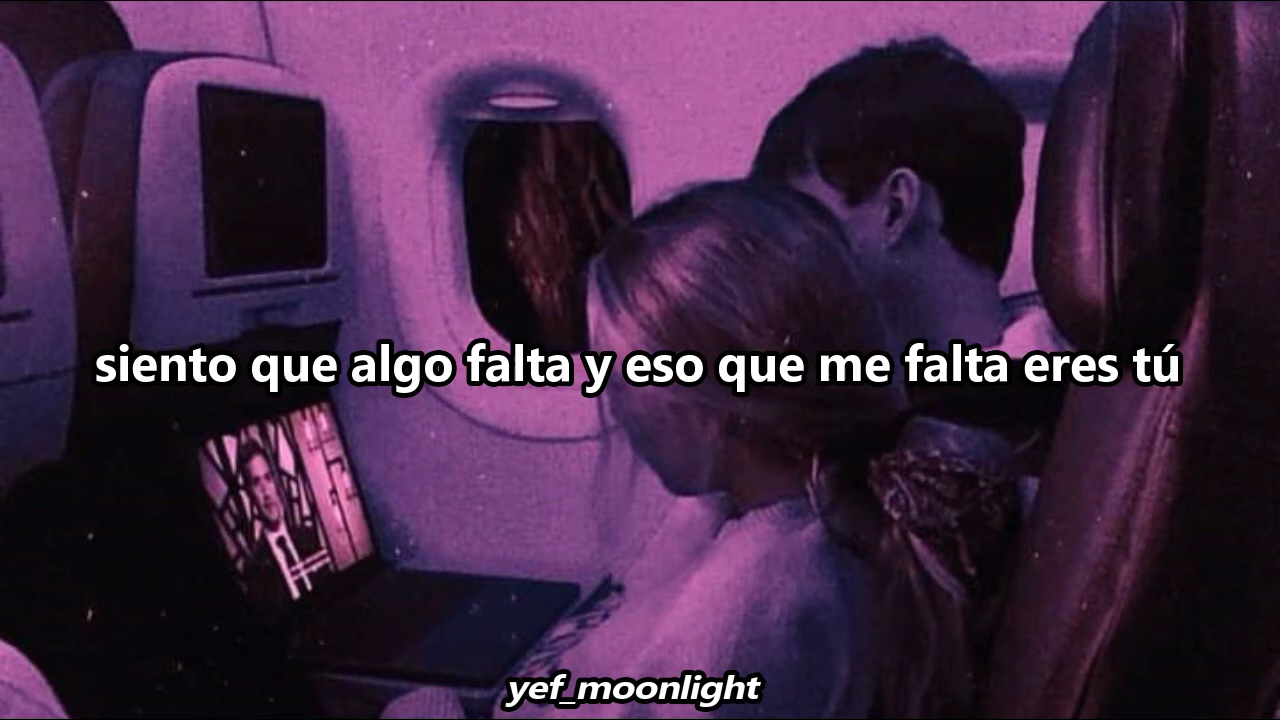 siento que algo falta y eso que me falta eres tú
yef_moonlight